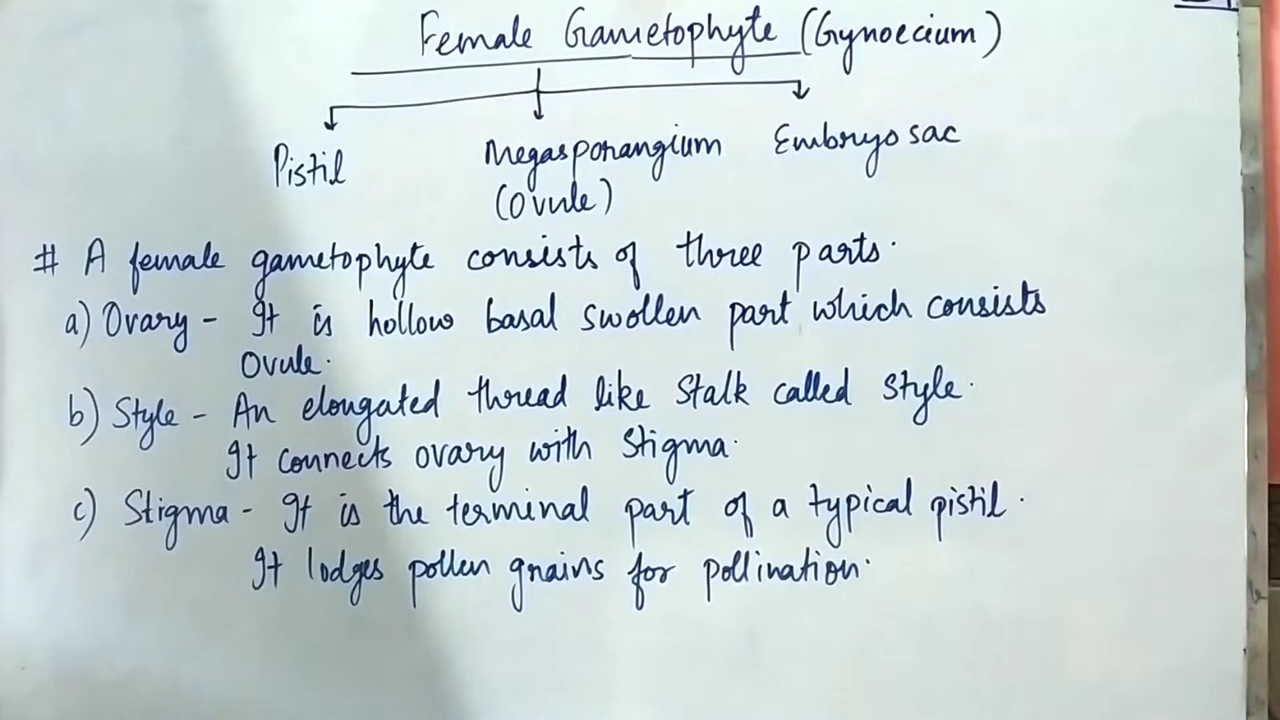 Female Gametophyte (Gynoecium)
Pistil Megasporangium Embryo sac
(Ovule)
# A female gametophyte consists of three parts.
a) Ovary - It is hollow basal swollen part which consists
Ovule.
b) Style - An elongated thread like stalk called style.
It connects ovary with stigma.
c) Stigma - It is the terminal part of a typical pistil.
It lodges pollen grains for pollination.